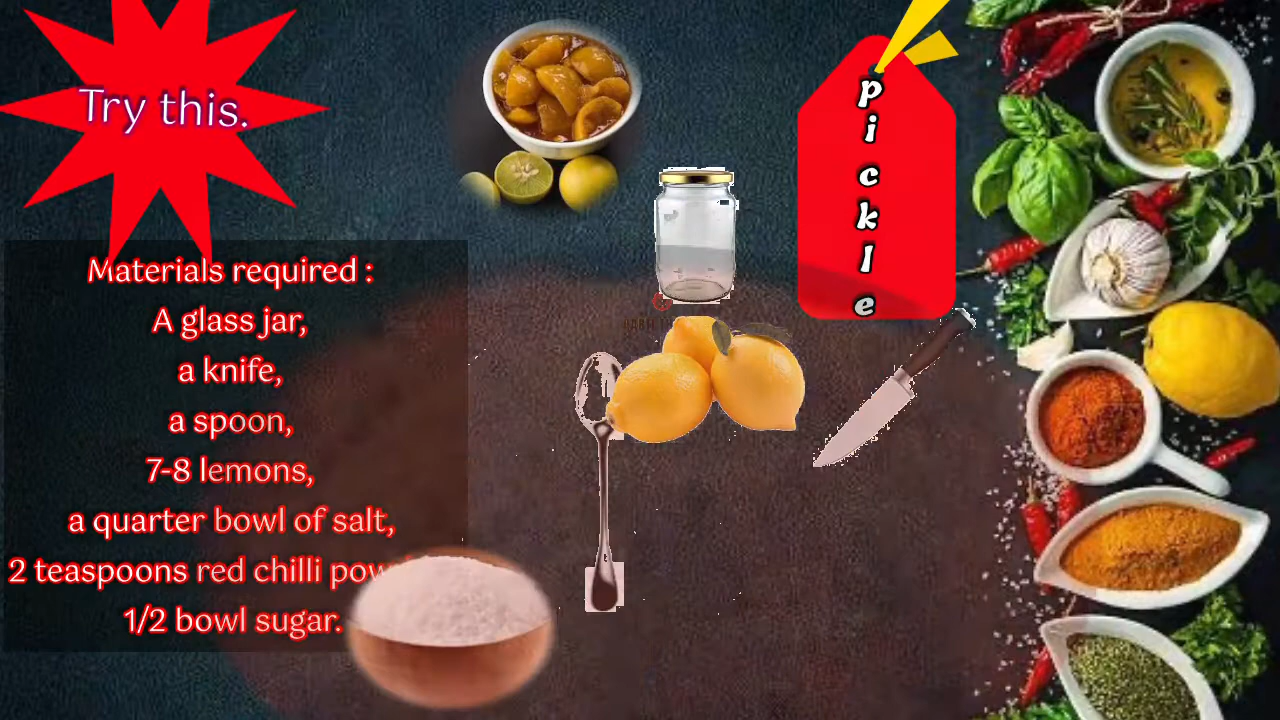 Try this.
pickle
Materials required :
A glass jar,
a knife,
a spoon,
7-8 lemons,
a quarter bowl of salt,
2 teaspoons red chilli
1/2 bowl sugar.